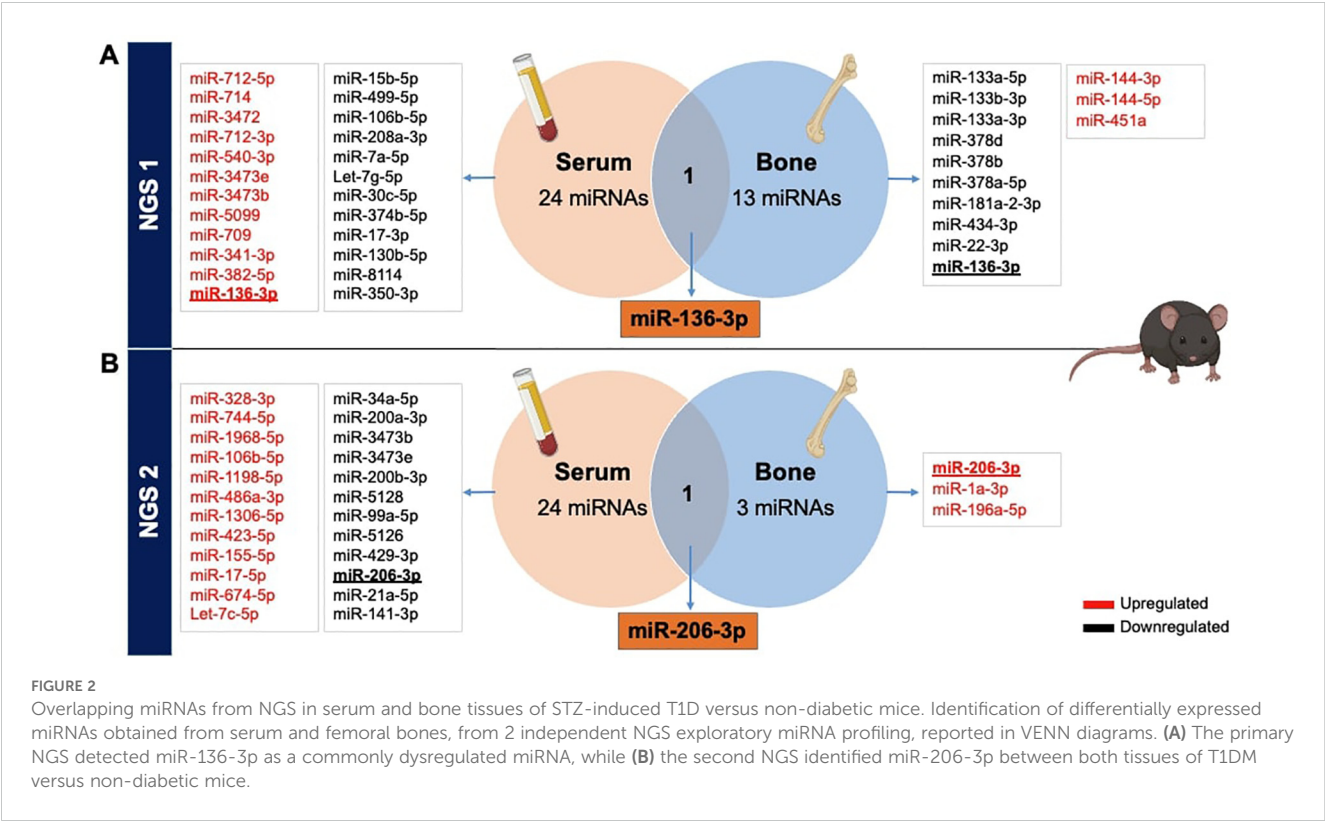 A
NGS 1
miR-712-5p
miR-714
miR-3472
miR-712-3p
miR-540-3p
miR-3473e
miR-3473b
miR-5099
miR-709
miR-341-3p
miR-382-5p
miR-136-3p
miR-15b-5p
miR-499-5p
miR-106b-5p
miR-208a-3p
miR-7a-5p
Let-7g-5p
miR-30c-5p
miR-374b-5p
miR-17-3p
miR-130b-5p
miR-8114
miR-350-3p
Serum
24 miRNAs
1
Bone
13 miRNAs
miR-136-3p
miR-133a-5p
miR-133b-3p
miR-133a-3p
miR-378d
miR-378b
miR-378a-5p
miR-181a-2-3p
miR-434-3p
miR-22-3p
miR-136-3p
miR-144-3p
miR-144-5p
miR-451a
B
NGS 2
miR-328-3p
miR-744-5p
miR-1968-5p
miR-106b-5p
miR-1198-5p
miR-486a-3p
miR-1306-5p
miR-423-5p
miR-155-5p
miR-17-5p
miR-674-5p
Let-7c-5p
miR-34a-5p
miR-200a-3p
miR-3473b
miR-3473e
miR-200b-3p
miR-5128
miR-99a-5p
miR-5126
miR-429-3p
miR-206-3p
miR-21a-5p
miR-141-3p
Serum
24 miRNAs
1
Bone
3 miRNAs
miR-206-3p
miR-206-3p
miR-1a-3p
miR-196a-5p
Upregulated
Downregulated
FIGURE 2
Overlapping miRNAs from NGS in serum and bone tissues of STZ-induced T1D versus non-diabetic mice. Identification of differentially expressed
miRNAs obtained from serum and femoral bones, from 2 independent NGS exploratory miRNA profiling, reported in VENN diagrams. (A) The primary
NGS detected miR-136-3p as a commonly dysregulated miRNA, while (B) the second NGS identified miR-206-3p between both tissues of T1DM
versus non-diabetic mice.